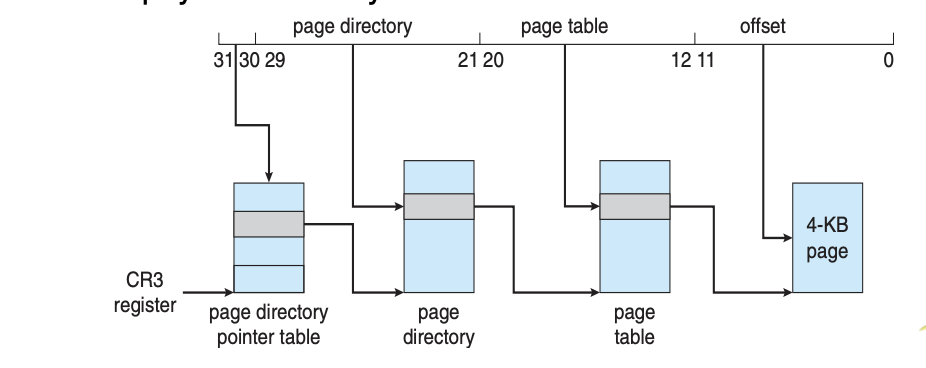 page directory page table offset
31 30 29 21 20 12 11 0
4-KB
page
CR3
register
page directory
pointer table
page
directory
page
table